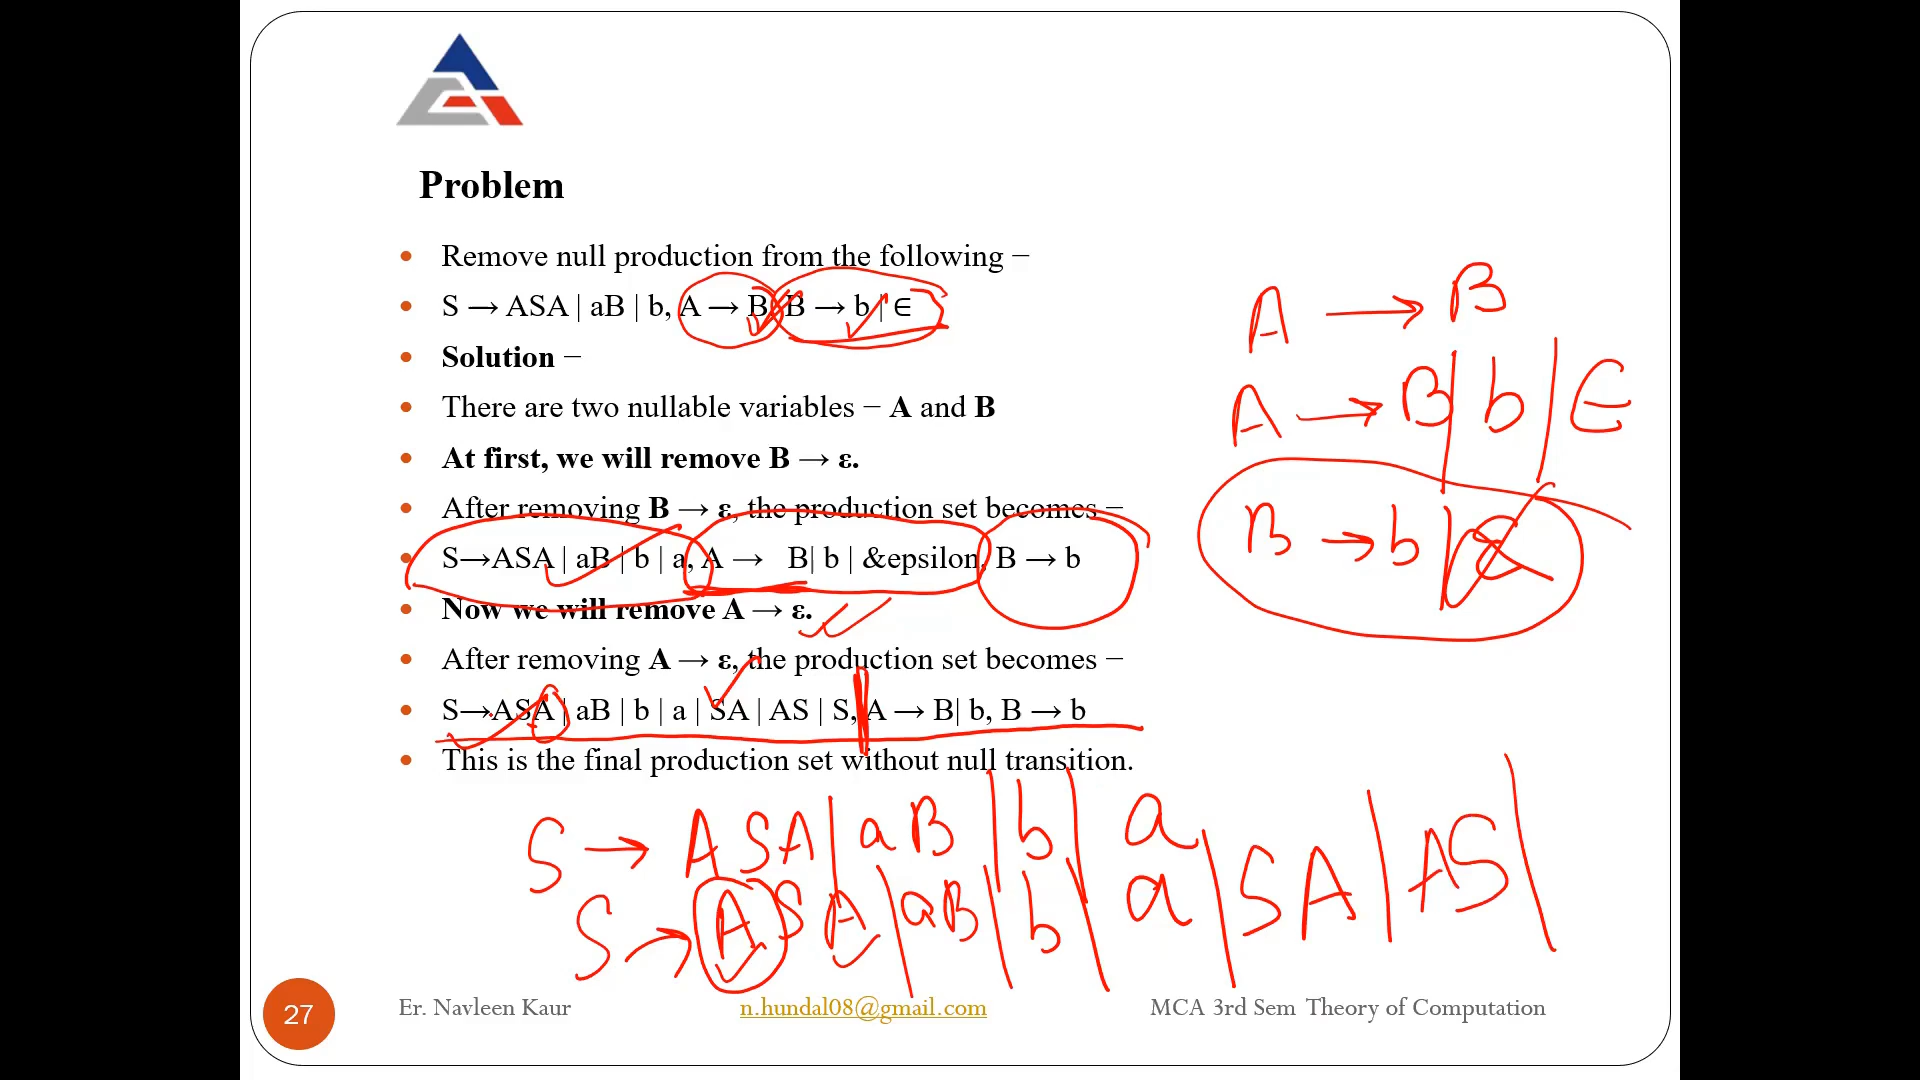 Problem
Remove null production from the following −
S → ASA | aB | b, A → B, B → b | ∈
Solution −
There are two nullable variables − A and B
At first, we will remove B → ε.
After removing B → ε, the production set becomes −
S→ASA | aB | b | a, A → B| b | &epsilon, B → b
Now we will remove A → ε.
After removing A → ε, the production set becomes −
S→ASA | aB | b | a | SA | AS | S, A → B| b, B → b
This is the final production set without null transition.
A → B
A → B | b | ∈
B → b |
S → ASA | aB | b | a
S → ASA | aB | b | a | SA | AS |
27
Er. Navleen Kaur
n.hundal08@gmail.com
MCA 3rd Sem Theory of Computation